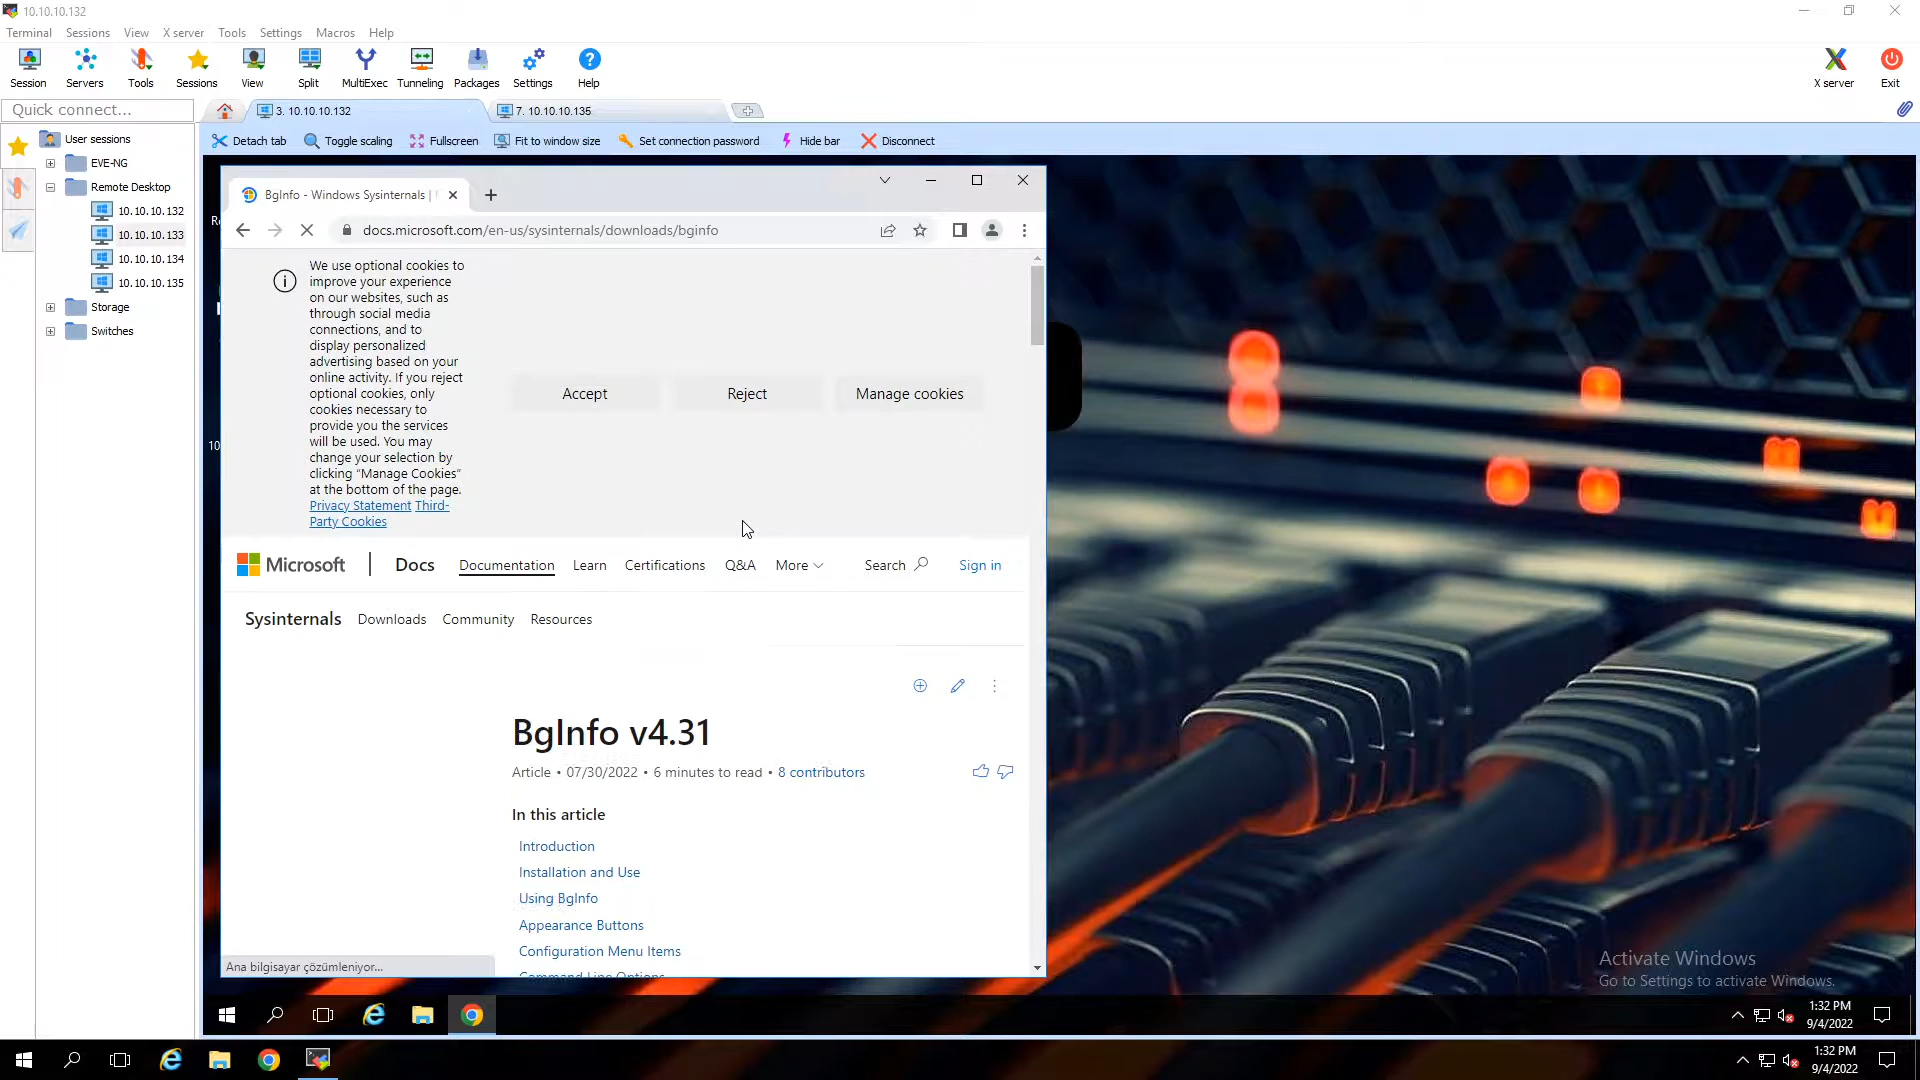 10.10.10.132
Terminal Sessions View X server Tools Settings Macros Help
Session Servers Tools Sessions View Split MultiExec Tunneling Packages Settings Help X server Exit
Quick connect... 3. 10.10.10.132 7. 10.10.10.135
Detach tab Toggle scaling Fullscreen Fit to window size Set connection password Hide bar Disconnect
User sessions
EVE-NG
Remote Desktop
10.10.10.132
10.10.10.133
10.10.10.134
10.10.10.135
Storage
Switches
BgInfo - Windows Sysinternals |
docs.microsoft.com/en-us/sysinternals/downloads/bginfo
We use optional cookies to
improve your experience
on our websites, such as
through social media
connections, and to
display personalized
advertising based on your
online activity. If you reject
optional cookies, only
cookies necessary to
provide you the services
will be used. You may
change your selection by
clicking “Manage Cookies”
at the bottom of the page.
Privacy Statement Third-
Party Cookies
Accept Reject Manage cookies
Microsoft Docs Documentation Learn Certifications Q&A More Search Sign in
Sysinternals Downloads Community Resources
BgInfo v4.31
Article • 07/30/2022 • 6 minutes to read • 8 contributors
In this article
Introduction
Installation and Use
Using BgInfo
Appearance Buttons
Configuration Menu Items
Command Line Options
Ana bilgisayar çözümleniyor...
Activate Windows
Go to Settings to activate Windows.
1:32 PM
9/4/2022
1:32 PM
9/4/2022